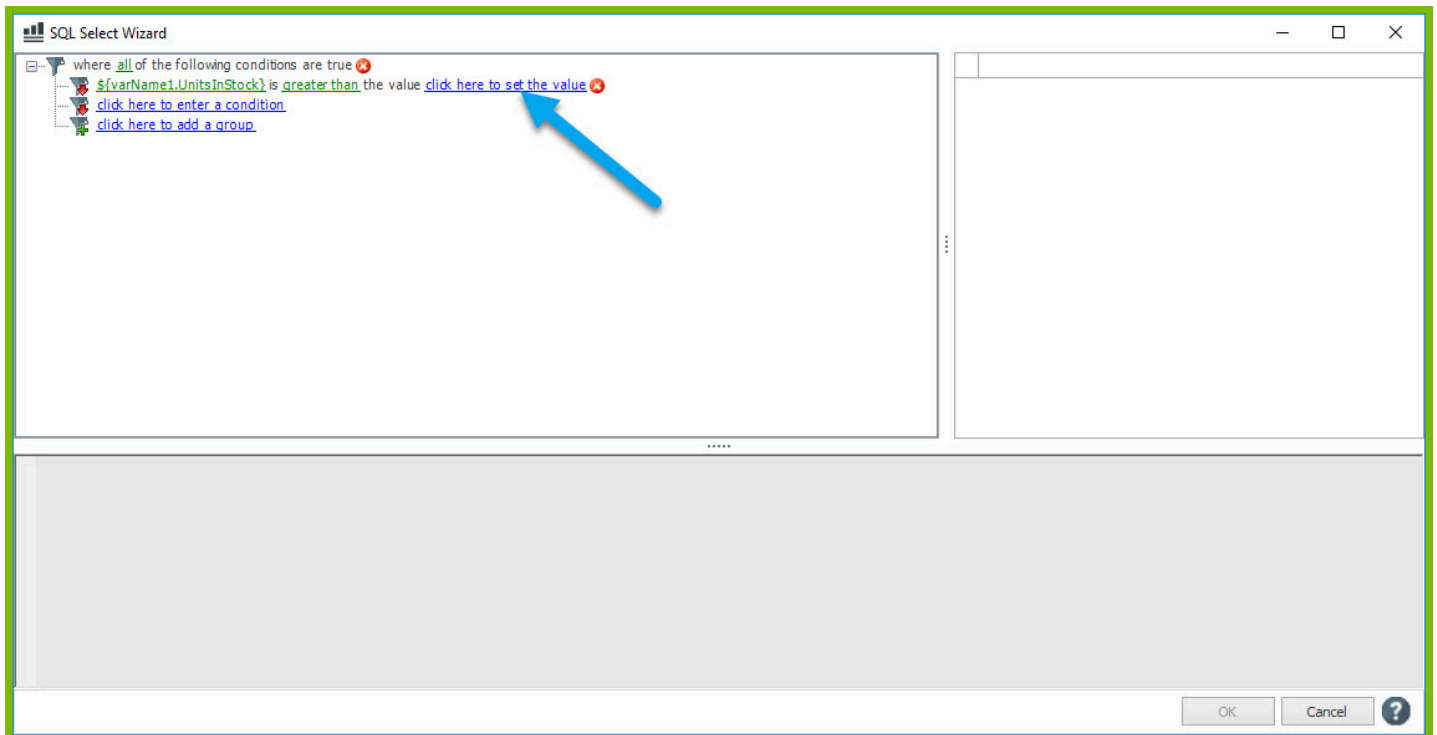 SQL Select Wizard
where all of the following conditions are true
${varName1.UnitsInStock} is greater than the value click here to set the value
click here to enter a condition
click here to add a group
OK
Cancel
?